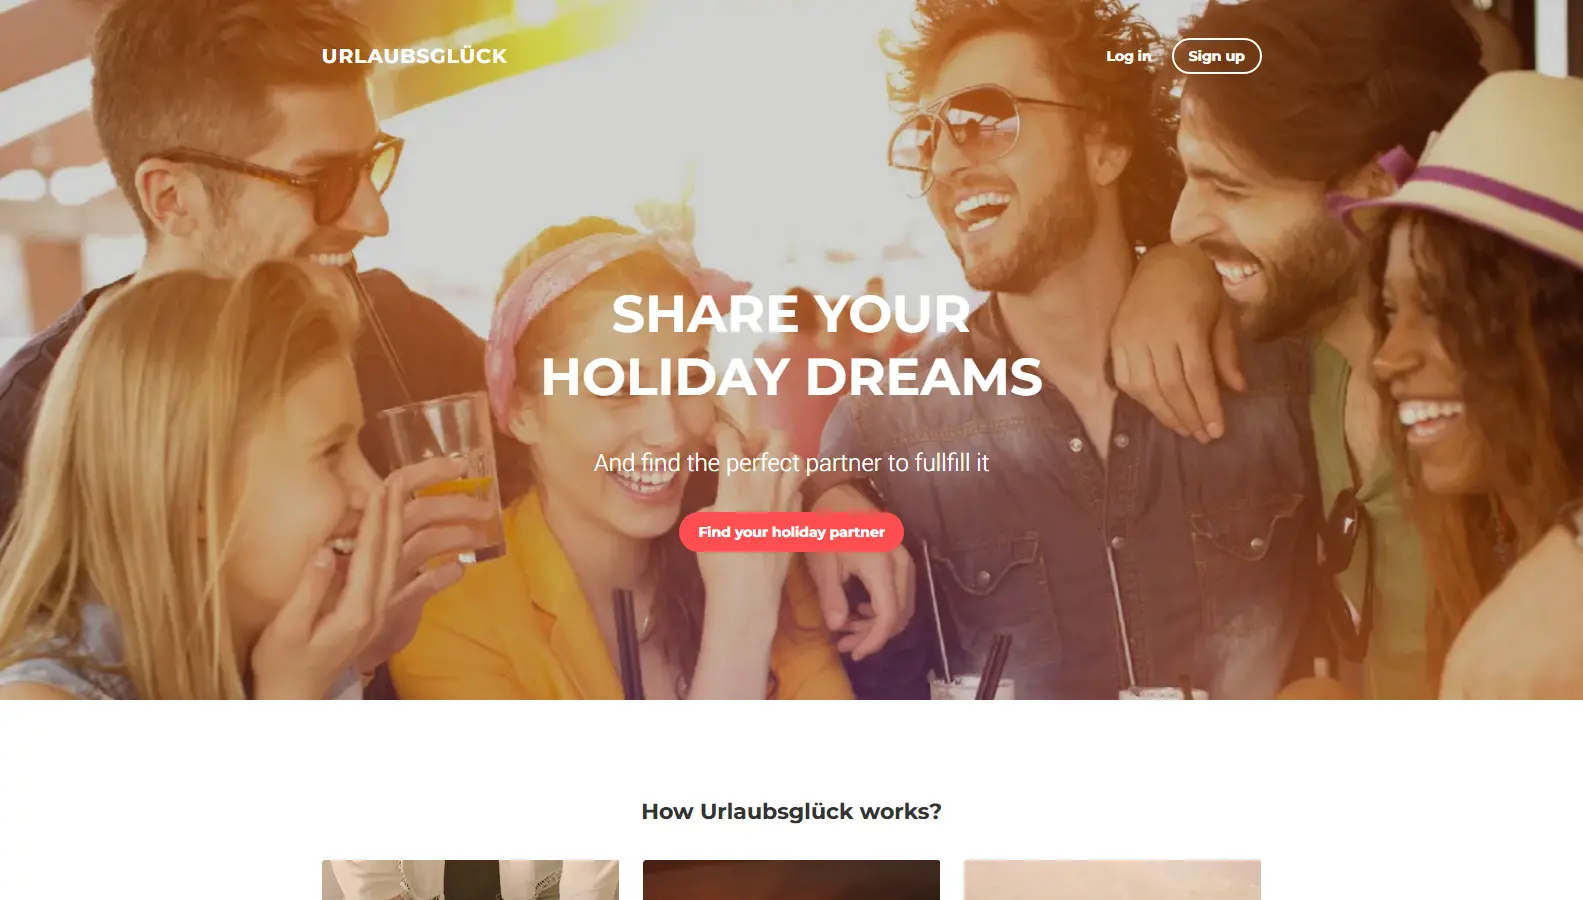 URLAUBSGLÜCK
Log in
Sign up
SHARE YOUR
HOLIDAY DREAMS
And find the perfect partner to fullfill it
Find your holiday partner
How Urlaubsglück works?